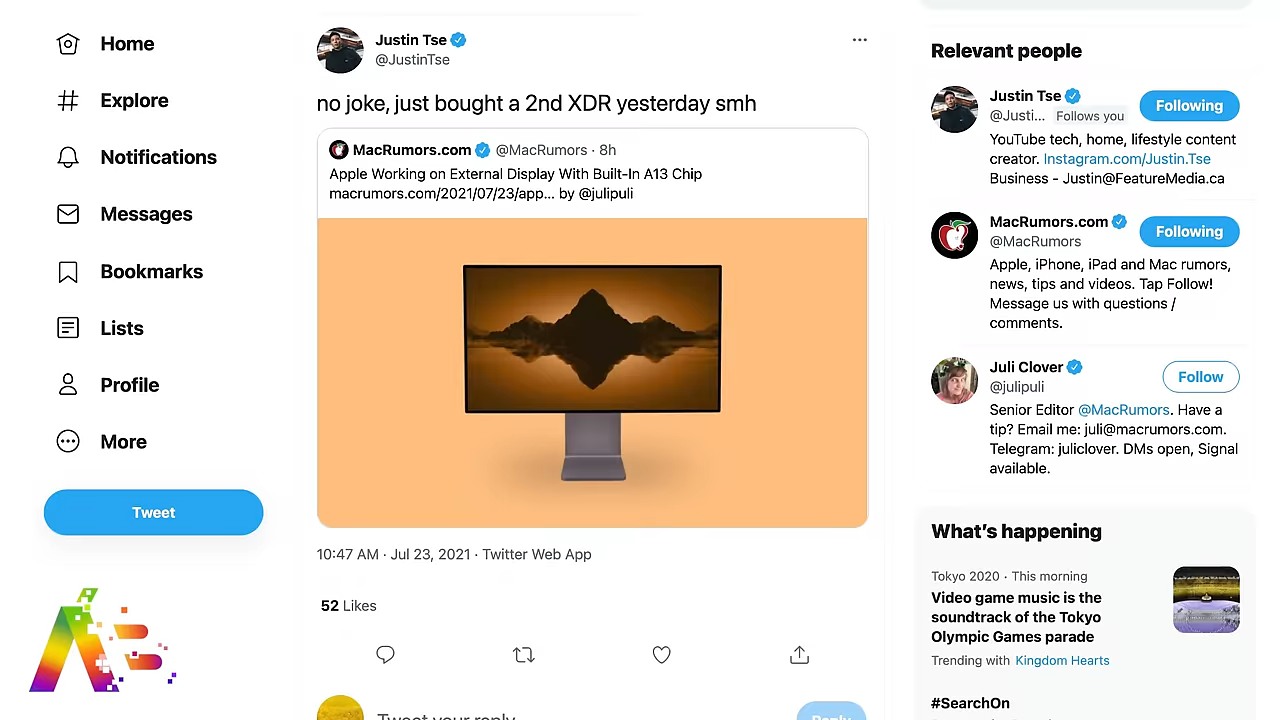 Home
Explore
Notifications
Messages
Bookmarks
Lists
Profile
More
Tweet
Justin Tse
@JustinTse
no joke, just bought a 2nd XDR yesterday smh
MacRumors.com @MacRumors · 8h
Apple Working on External Display With Built-In A13 Chip
macrumors.com/2021/07/23/app... by @julipuli
10:47 AM · Jul 23, 2021 · Twitter Web App
52 Likes
Tweet your reply
Reply
Relevant people
Justin Tse
@Justi... Follows you
Following
YouTube tech, home, lifestyle content
creator. Instagram.com/Justin.Tse
Business - Justin@FeatureMedia.ca
MacRumors.com
@MacRumors
Following
Apple, iPhone, iPad and Mac rumors,
news, tips and videos. Tap Follow!
Message us with questions /
comments.
Juli Clover
@julipuli
Follow
Senior Editor @MacRumors. Have a
tip? Email me: juli@macrumors.com.
Telegram: juliclover. DMs open, Signal
available.
What's happening
Tokyo 2020 · This morning
Video game music is the
soundtrack of the Tokyo
Olympic Games parade
Trending with Kingdom Hearts
#SearchOn